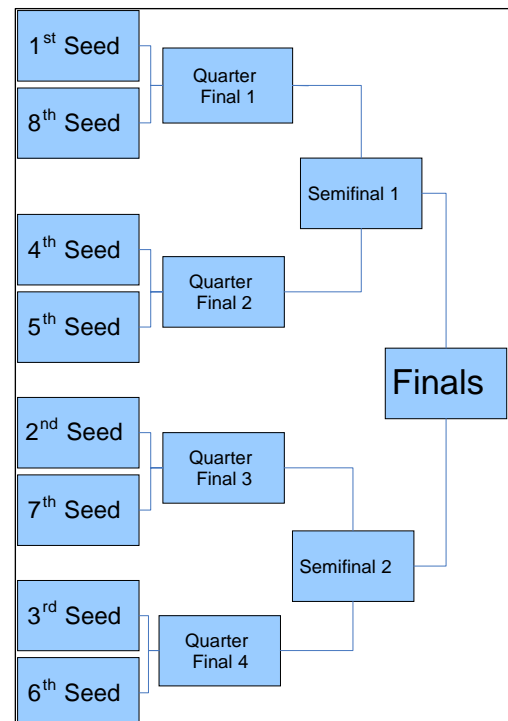 1st Seed
8th Seed
Quarter
Final 1
Semifinal 1
4th Seed
5th Seed
Quarter
Final 2
Finals
2nd Seed
7th Seed
Quarter
Final 3
Semifinal 2
3rd Seed
6th Seed
Quarter
Final 4